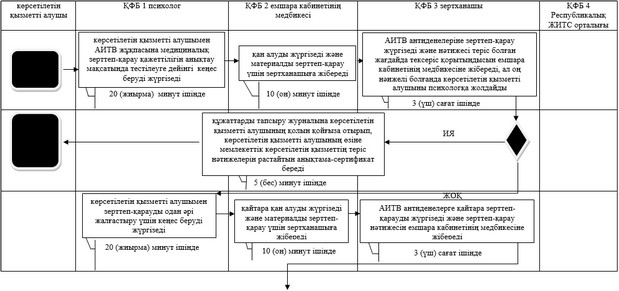 көрсетілетін
қызметті алушы
ҚФБ 1 психолог
ҚФБ 2 емшара кабинетінің
медбикесі
ҚФБ 3 зертханашы
ҚФБ 4
Республикалық
ЖИТС орталығы
көрсетілетін қызметті алушымен
АИТВ жұқпасына медициналық
зерттеп-қарау қажеттілігін анықтау
мақсатында тестілеуге дейінгі кеңес
беруді жүргізеді
20 (жиырма) минут ішінде
қан алуды жүргізеді және
материалды зерттеп-қарау
үшін зертханашыға жібереді
10 (он) минут ішінде
АИТВ антиденелеріне зерттеп-қарау
жүргізеді және нәтижесі теріс болған
жағдайда тексеріс қорытындысын емшара
кабинетінің медбикесіне жібереді, ал оң
нәтижелі болғанда көрсетілетін қызметті
алушыны психологқа жолдайды
3 (үш) сағат ішінде
құжаттарды тапсыру журналына көрсетілетін
қызметті алушының қолын қойғыза отырып,
көрсетілетін қызметті алушының өзіне
мемлекеттік көрсетілетін қызметтің теріс
нәтижелерін растайтын анықтама-сертификат
береді
5 (бес) минут ішінде
ИЯ
ЖОҚ
көрсетілетін қызметті алушымен
зерттеп-қарауды одан әрі
жалғастыру үшін кеңес беруді
жүргізеді
20 (жиырма) минут ішінде
қайтара қан алуды жүргізеді
және материалды зерттеп-
қарау үшін зертханашыға
жібереді
10 (он) минут ішінде
АИТВ антиденелерге қайтара зерттеп-
қарауды жүргізеді және зерттеп-қарау
нәтижесін емшара кабинетінің медбикесіне
жібереді
3 (үш) сағат ішінде